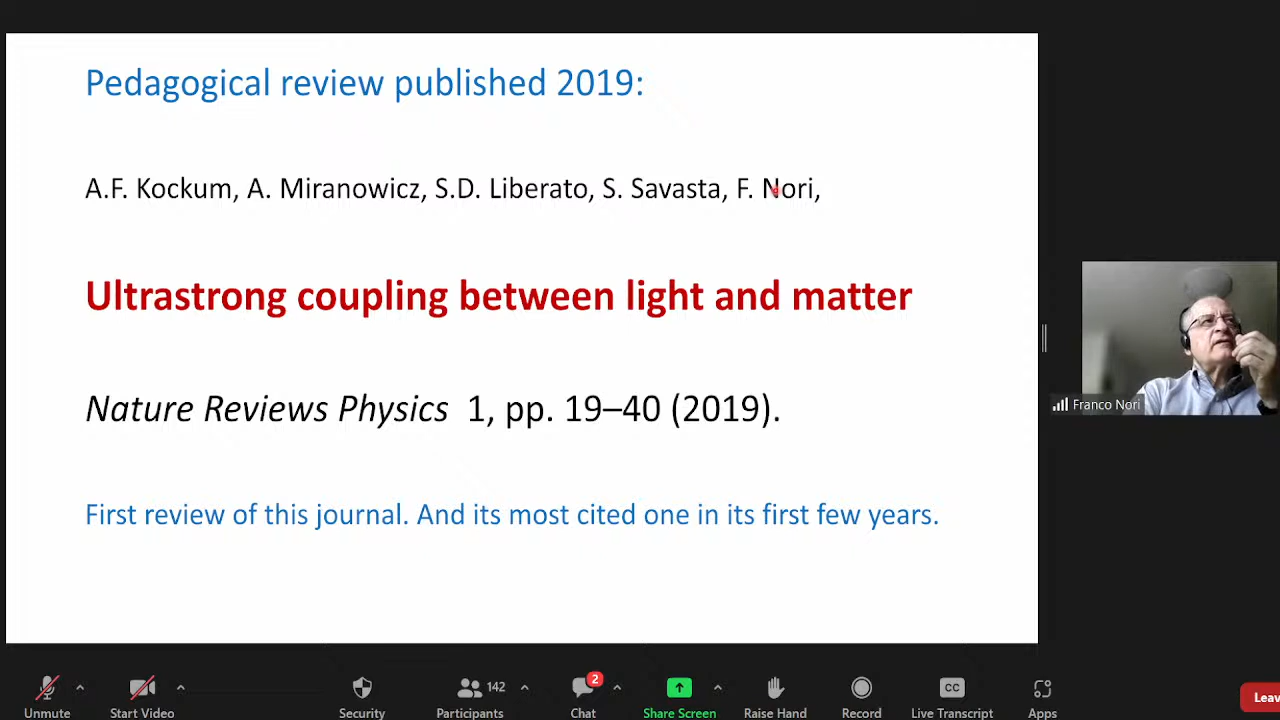 Pedagogical review published 2019:
A.F. Kockum, A. Miranowicz, S.D. Liberato, S. Savasta, F. Nori,
Ultrastrong coupling between light and matter
Nature Reviews Physics 1, pp. 19–40 (2019).
First review of this journal. And its most cited one in its first few years.
Franco Nori
142
2
CC
Unmute
Start Video
Security
Participants
Chat
Share Screen
Raise Hand
Record
Live Transcript
Apps